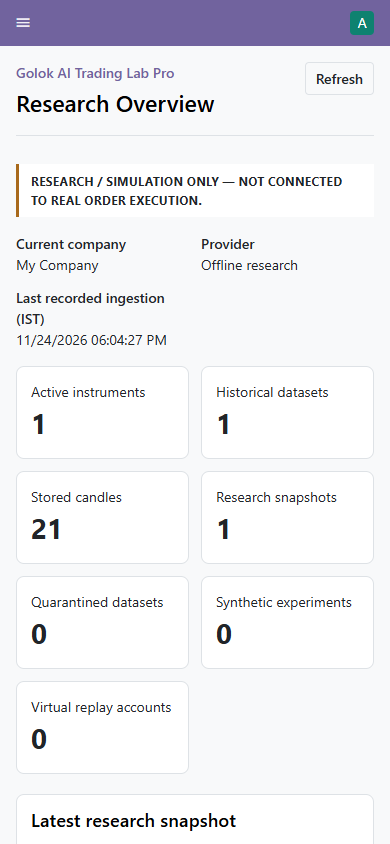 A
Golok AI Trading Lab Pro
Refresh
Research Overview
RESEARCH / SIMULATION ONLY — NOT CONNECTED
TO REAL ORDER EXECUTION.
Current company
Provider
My Company
Offline research
Last recorded ingestion
(IST)
11/24/2026 06:04:27 PM
Active instruments
1
Historical datasets
1
Stored candles
21
Research snapshots
1
Quarantined datasets
0
Synthetic experiments
0
Virtual replay accounts
0
Latest research snapshot